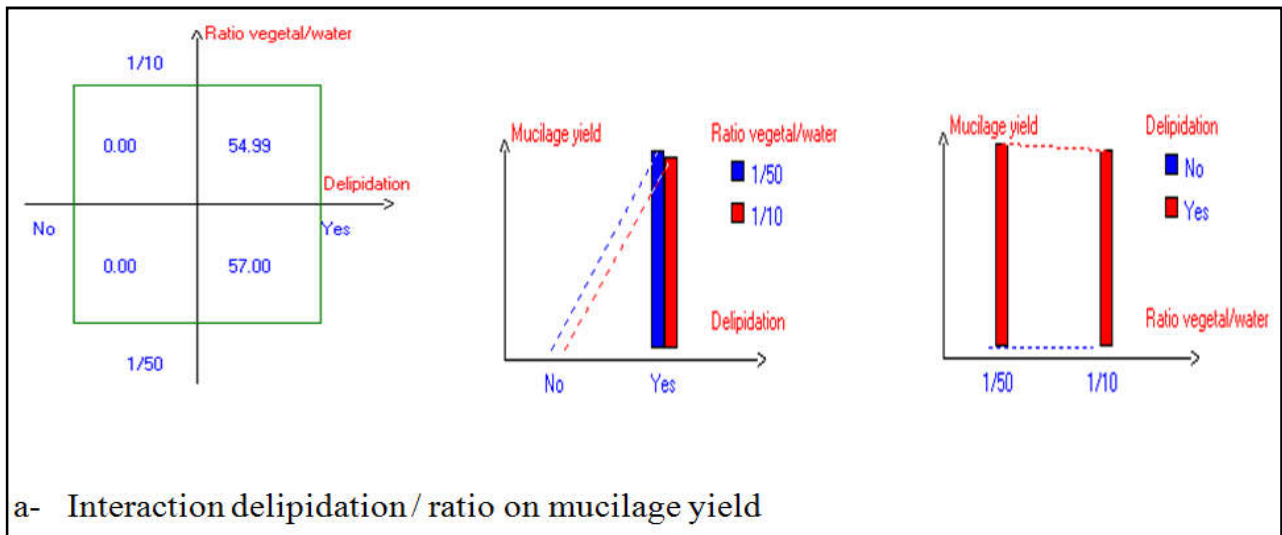 Ratio vegetal/water
1/10
0.00 54.99
Delipidation
No Yes
0.00 57.00
1/50
Mucilage yield
Ratio vegetal/water
1/50
1/10
Delipidation
No Yes
Mucilage yield
Delipidation
No
Yes
Ratio vegetal/water
1/50 1/10
a- Interaction delipidation / ratio on mucilage yield